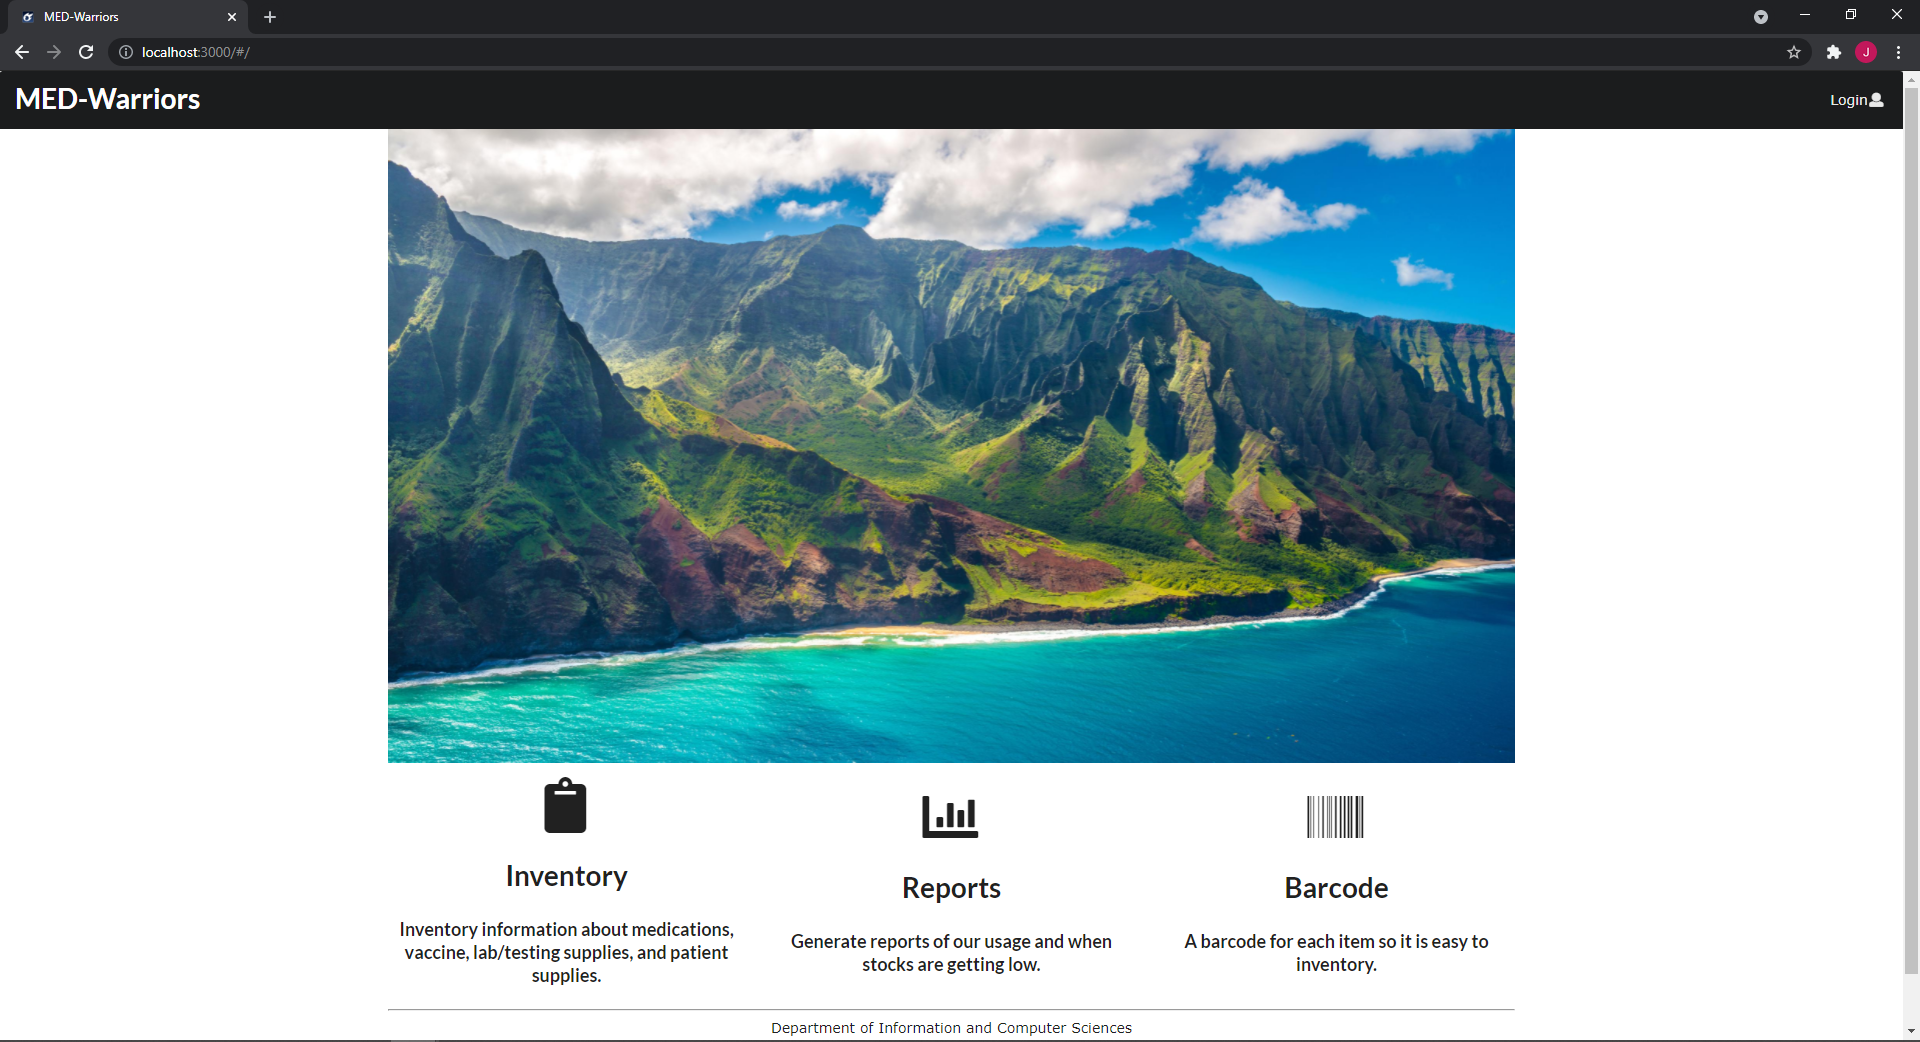 MED-Warriors
localhost:3000/#/
J
MED-Warriors
Login
Inventory
Inventory information about medications,
vaccine, lab/testing supplies, and patient
supplies.
Reports
Generate reports of our usage and when
stocks are getting low.
Barcode
A barcode for each item so it is easy to
inventory.
Department of Information and Computer Sciences